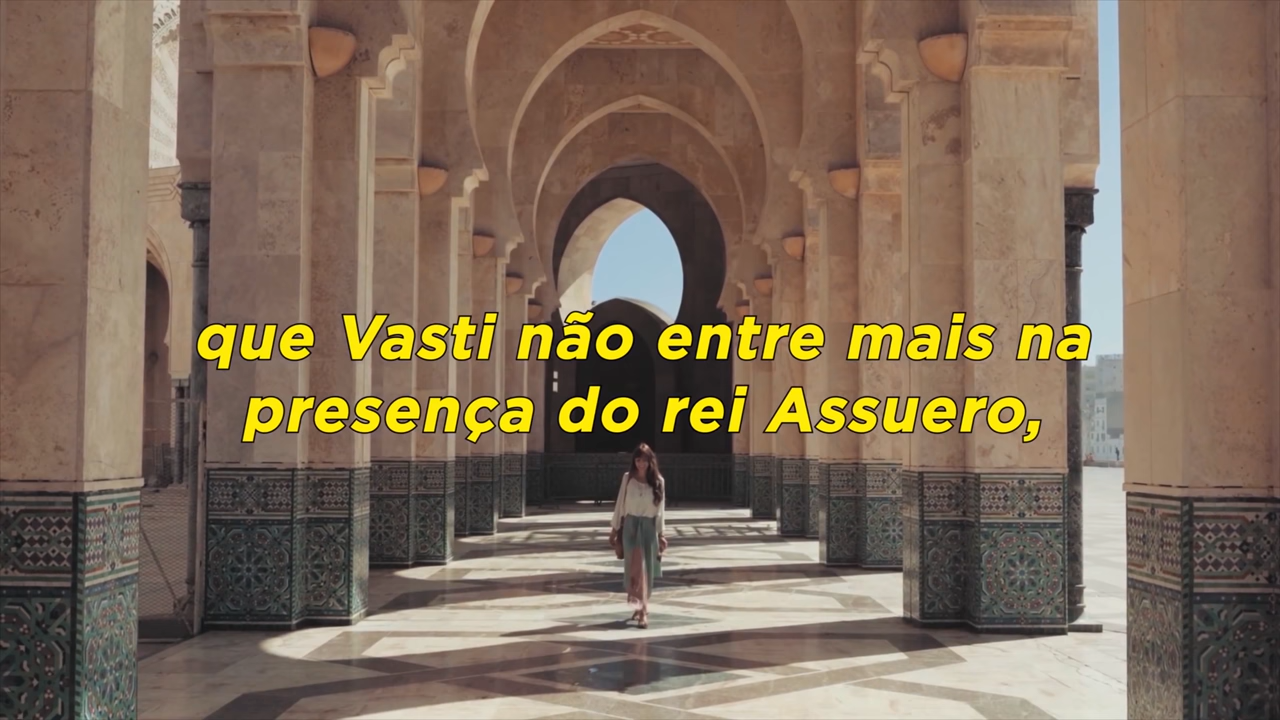 que Vasti não entre mais na
presença do rei Assuero,